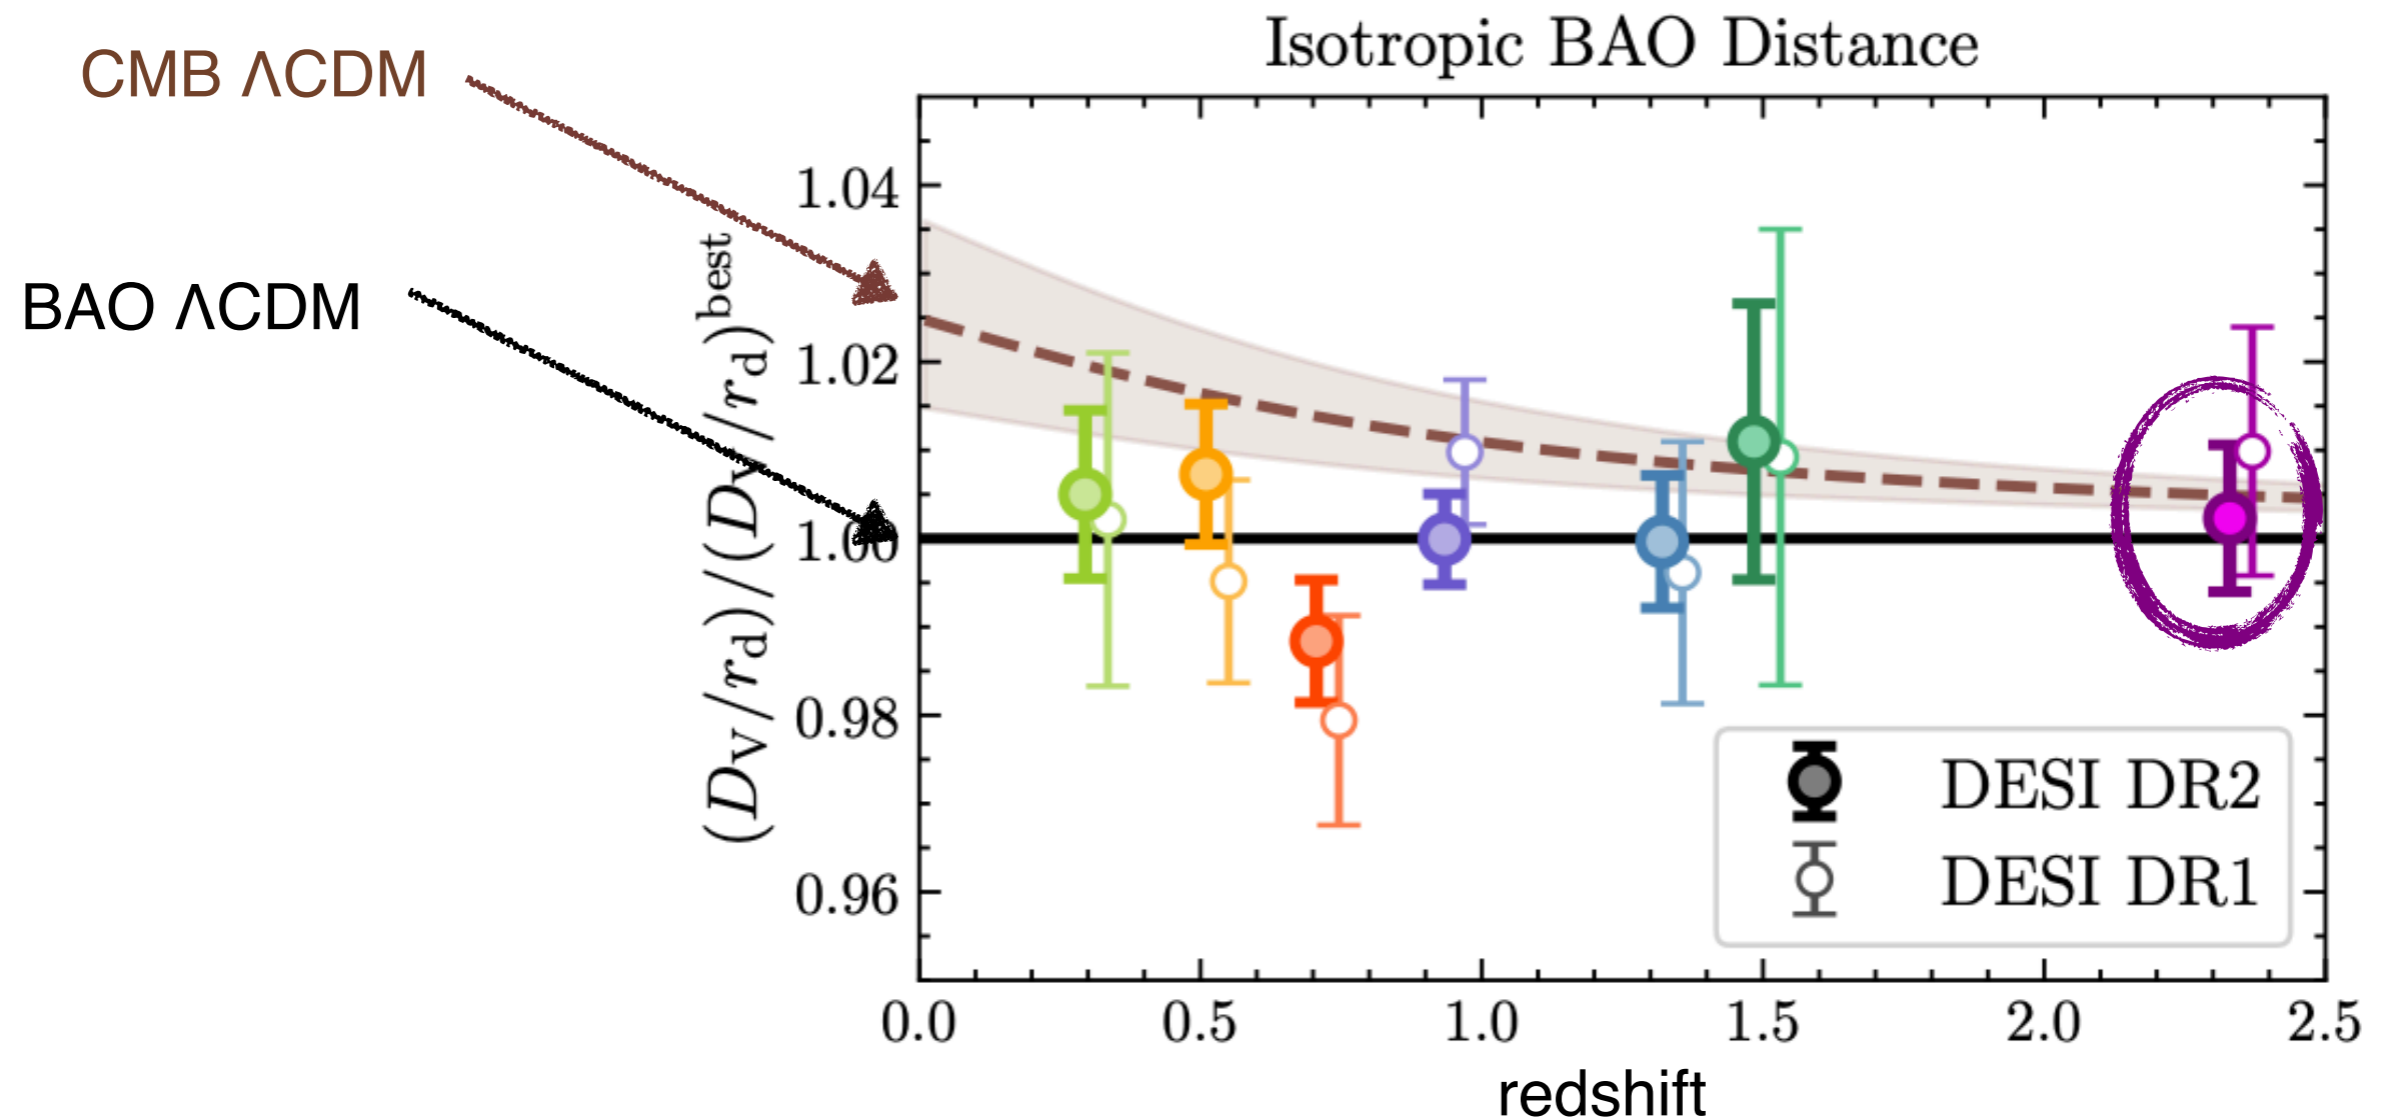 Isotropic BAO Distance
CMB ΛCDM
BAO ΛCDM
(D_V/r_d)/(D_V/r_d)^best
1.04
1.02
1.00
0.98
0.96
DESI DR2
DESI DR1
0.0 0.5 1.0 1.5 2.0 2.5
redshift